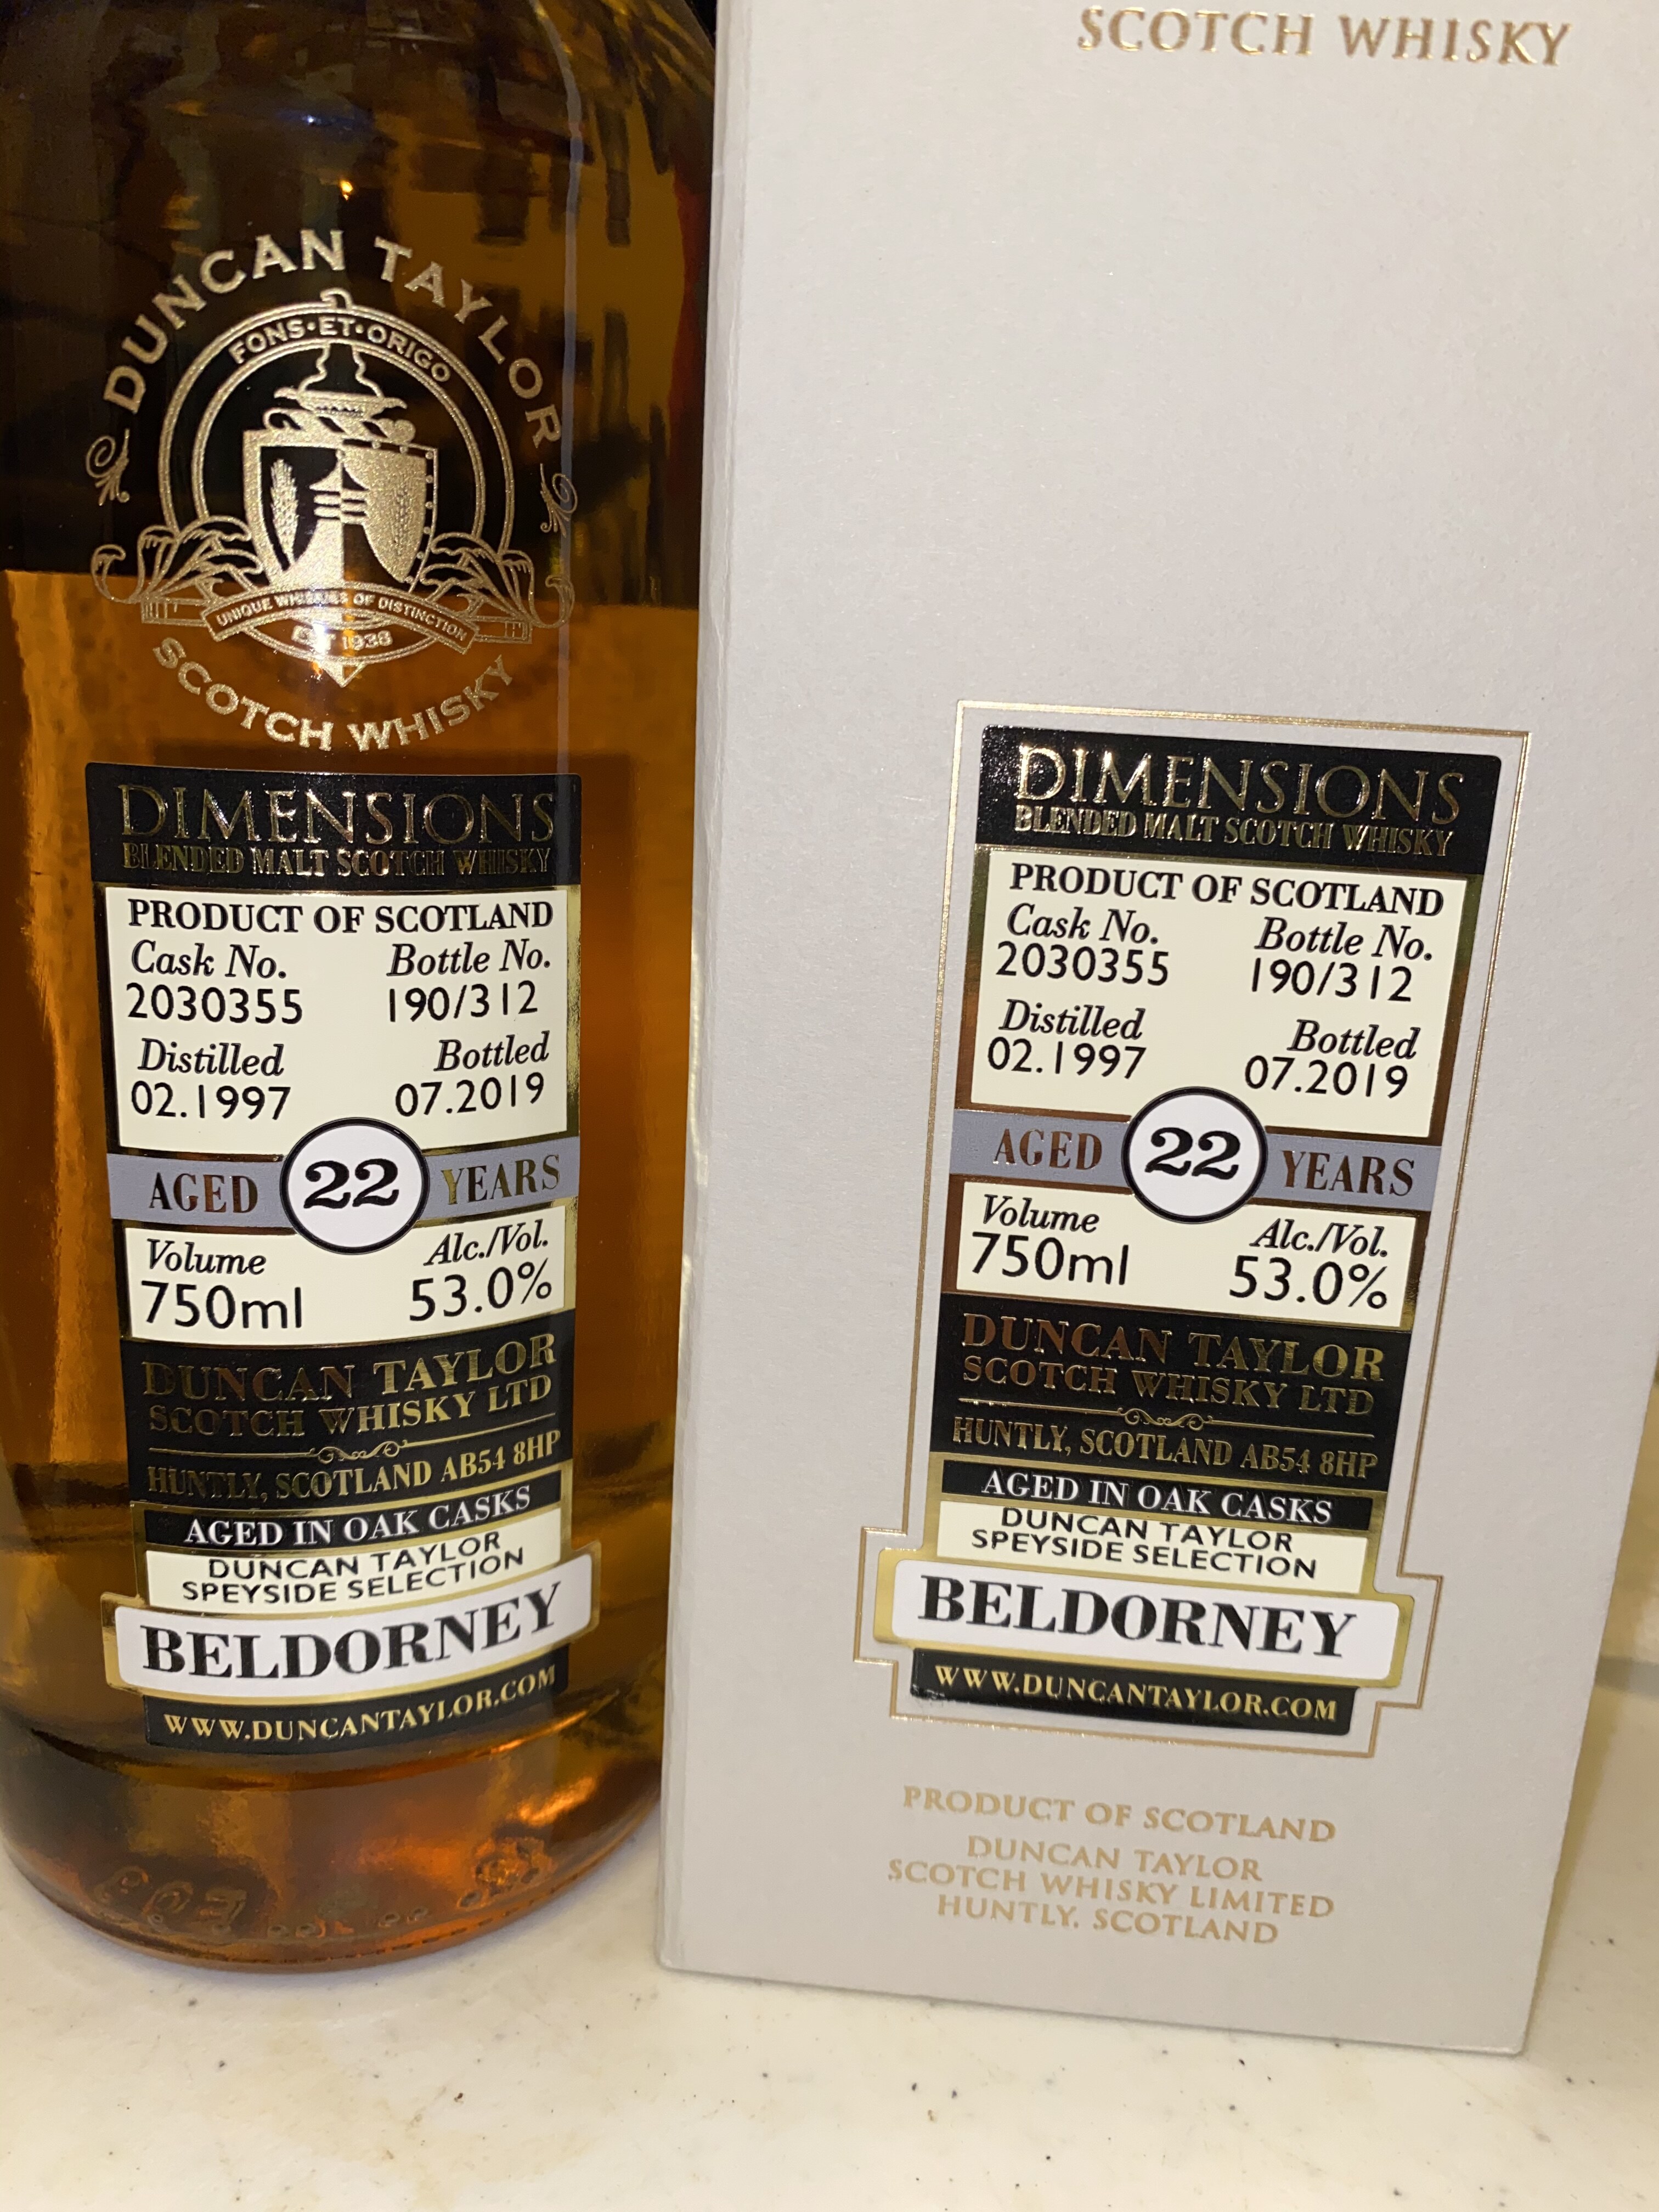 DUNCAN TAYLOR
FONS•ET•ORIGO
UNIQUE WHISKIES OF DISTINCTION
EST 1938
SCOTCH WHISKY
DIMENSIONS
BLENDED MALT SCOTCH WHISKY
PRODUCT OF SCOTLAND
Cask No. Bottle No.
2030355 190/312
Distilled Bottled
02.1997 07.2019
AGED 22 YEARS
Volume Alc./Vol.
750ml 53.0%
DUNCAN TAYLOR
SCOTCH WHISKY LTD
HUNTLY, SCOTLAND AB54 8HP
AGED IN OAK CASKS
DUNCAN TAYLOR
SPEYSIDE SELECTION
BELDORNEY
WWW.DUNCANTAYLOR.COM
SCOTCH WHISKY
DIMENSIONS
BLENDED MALT SCOTCH WHISKY
PRODUCT OF SCOTLAND
Cask No. Bottle No.
2030355 190/312
Distilled Bottled
02.1997 07.2019
AGED 22 YEARS
Volume Alc./Vol.
750ml 53.0%
DUNCAN TAYLOR
SCOTCH WHISKY LTD
HUNTLY, SCOTLAND AB54 8HP
AGED IN OAK CASKS
DUNCAN TAYLOR
SPEYSIDE SELECTION
BELDORNEY
WWW.DUNCANTAYLOR.COM
PRODUCT OF SCOTLAND
DUNCAN TAYLOR
SCOTCH WHISKY LIMITED
HUNTLY. SCOTLAND